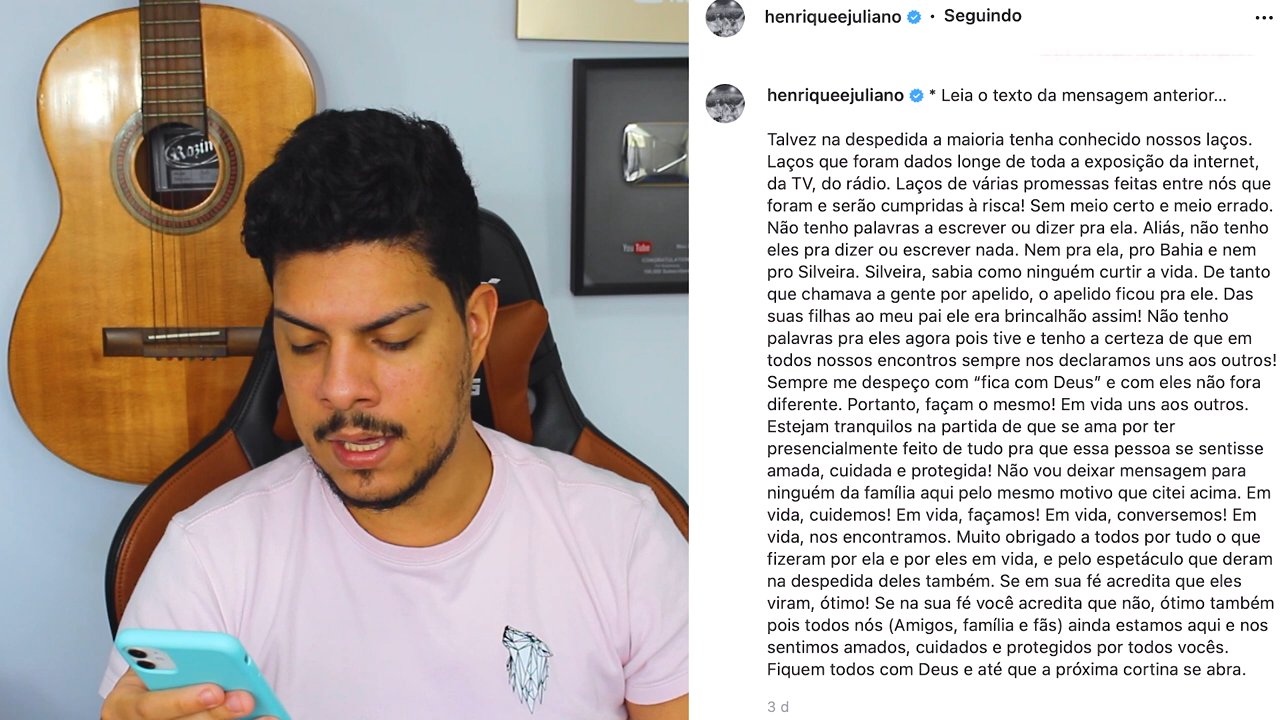 Rozini
YouTube
CONGRATULATIONS
henriqueejuliano • Seguindo
henriqueejuliano * Leia o texto da mensagem anterior...
Talvez na despedida a maioria tenha conhecido nossos laços.
Laços que foram dados longe de toda a exposição da internet,
da TV, do rádio. Laços de várias promessas feitas entre nós que
foram e serão cumpridas à risca! Sem meio certo e meio errado.
Não tenho palavras a escrever ou dizer pra ela. Aliás, não tenho
eles pra dizer ou escrever nada. Nem pra ela, pro Bahia e nem
pro Silveira. Silveira, sabia como ninguém curtir a vida. De tanto
que chamava a gente por apelido, o apelido ficou pra ele. Das
suas filhas ao meu pai ele era brincalhão assim! Não tenho
palavras pra eles agora pois tive e tenho a certeza de que em
todos nossos encontros sempre nos declaramos uns aos outros!
Sempre me despeço com “fica com Deus” e com eles não fora
diferente. Portanto, façam o mesmo! Em vida uns aos outros.
Estejam tranquilos na partida de que se ama por ter
presencialmente feito de tudo pra que essa pessoa se sentisse
amada, cuidada e protegida! Não vou deixar mensagem para
ninguém da família aqui pelo mesmo motivo que citei acima. Em
vida, cuidemos! Em vida, façamos! Em vida, conversemos! Em
vida, nos encontramos. Muito obrigado a todos por tudo o que
fizeram por ela e por eles em vida, e pelo espetáculo que deram
na despedida deles também. Se em sua fé acredita que eles
viram, ótimo! Se na sua fé você acredita que não, ótimo também
pois todos nós (Amigos, família e fãs) ainda estamos aqui e nos
sentimos amados, cuidados e protegidos por todos vocês.
Fiquem todos com Deus e até que a próxima cortina se abra.
3 d